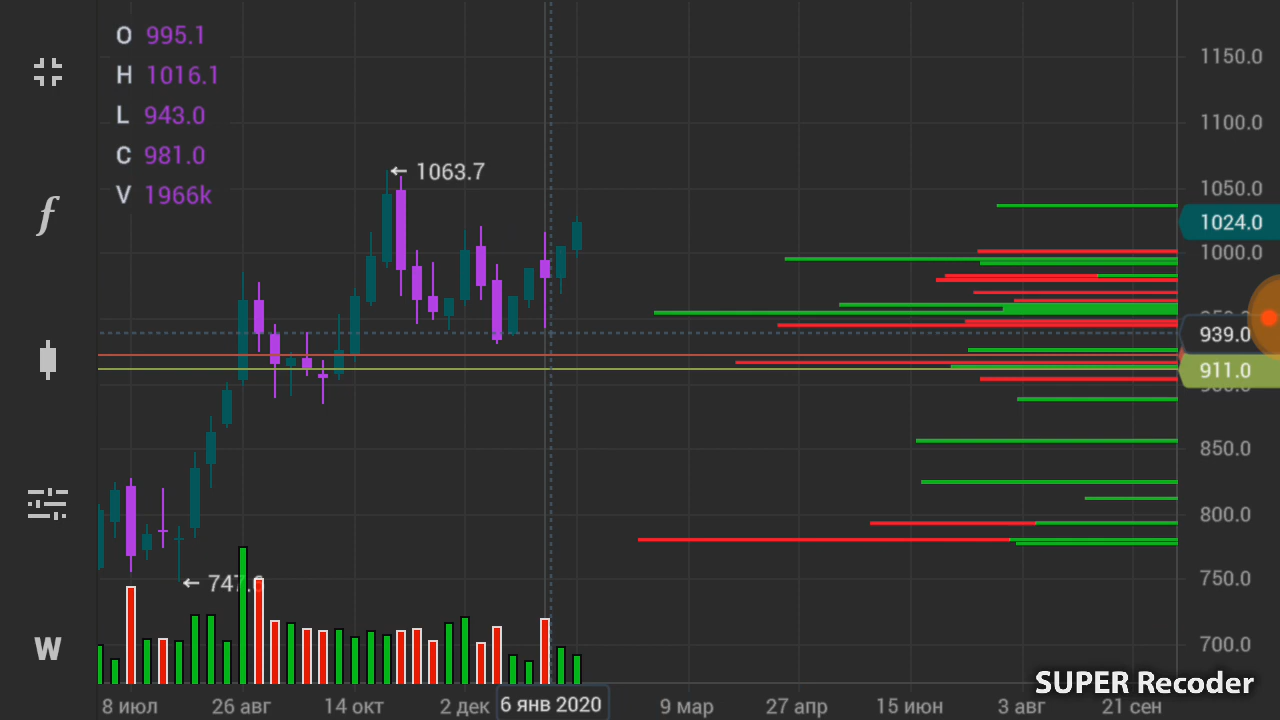 O 995.1
H 1016.1
L 943.0
C 981.0
V 1966k
f
W
1063.7
1150.0
1100.0
1050.0
1024.0
1000.0
939.0
911.0
850.0
800.0
750.0
700.0
8 июл
26 авг
14 окт
2 дек
6 янв 2020
9 мар
27 апр
15 июн
3 авг
21 сен
SUPER Recoder